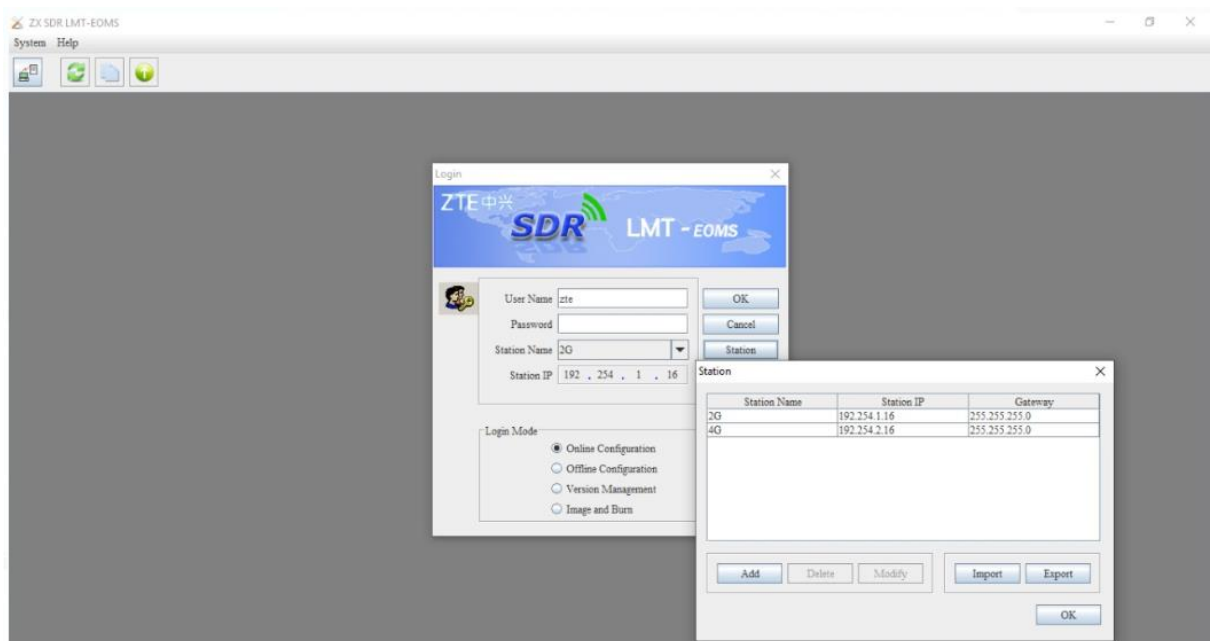 ZX SDR LMT-EOMS
System Help
Login
ZTE中兴
SDR
LMT - EOMS
User Name zte OK
Password Cancel
Station Name 2G Station
Station IP 192 . 254 . 1 . 16
Login Mode
Online Configuration
Offline Configuration
Version Management
Image and Burn
Station
Station Name Station IP Gateway
2G 192.254.1.16 255.255.255.0
4G 192.254.2.16 255.255.255.0
Add Delete Modify Import Export
OK